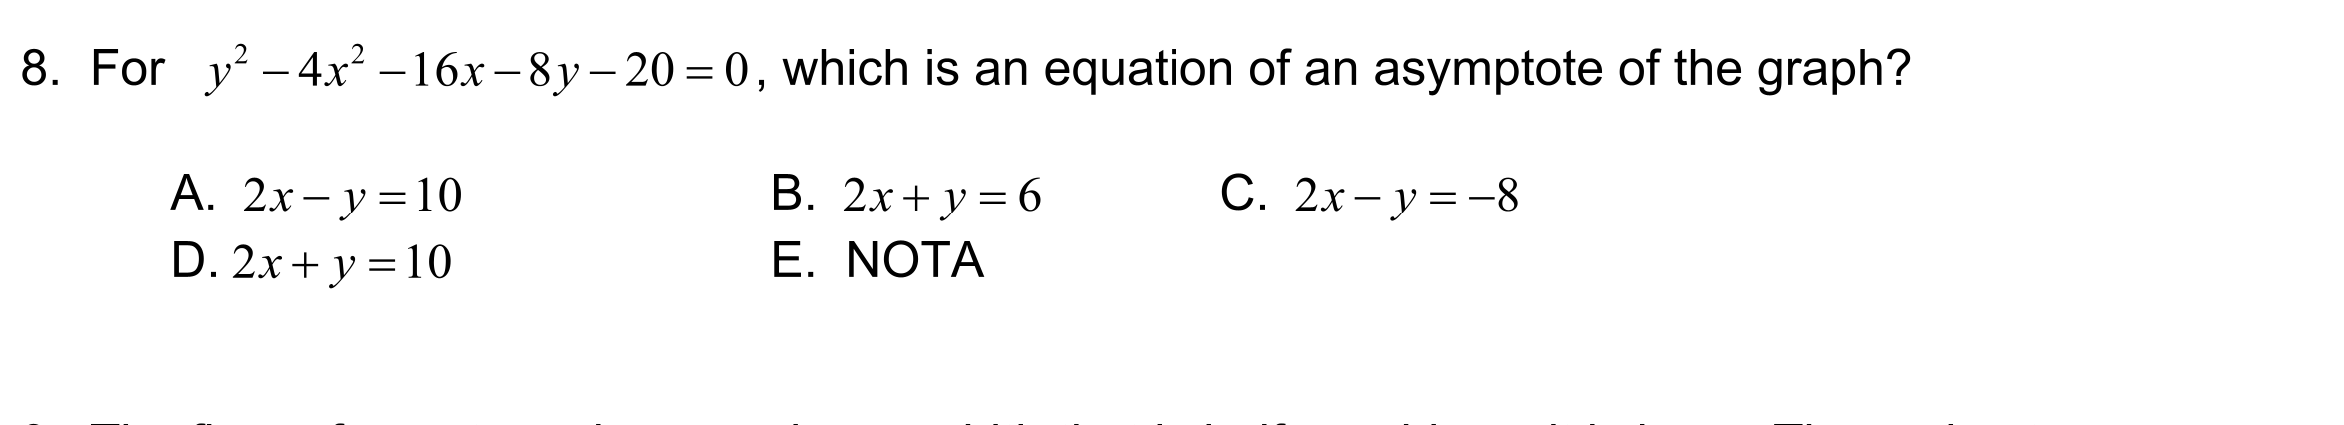 8. For y² − 4x² − 16x − 8y − 20 = 0, which is an equation of an asymptote of the graph?
A. 2x − y = 10 B. 2x + y = 6 C. 2x − y = −8
D. 2x + y = 10 E. NOTA